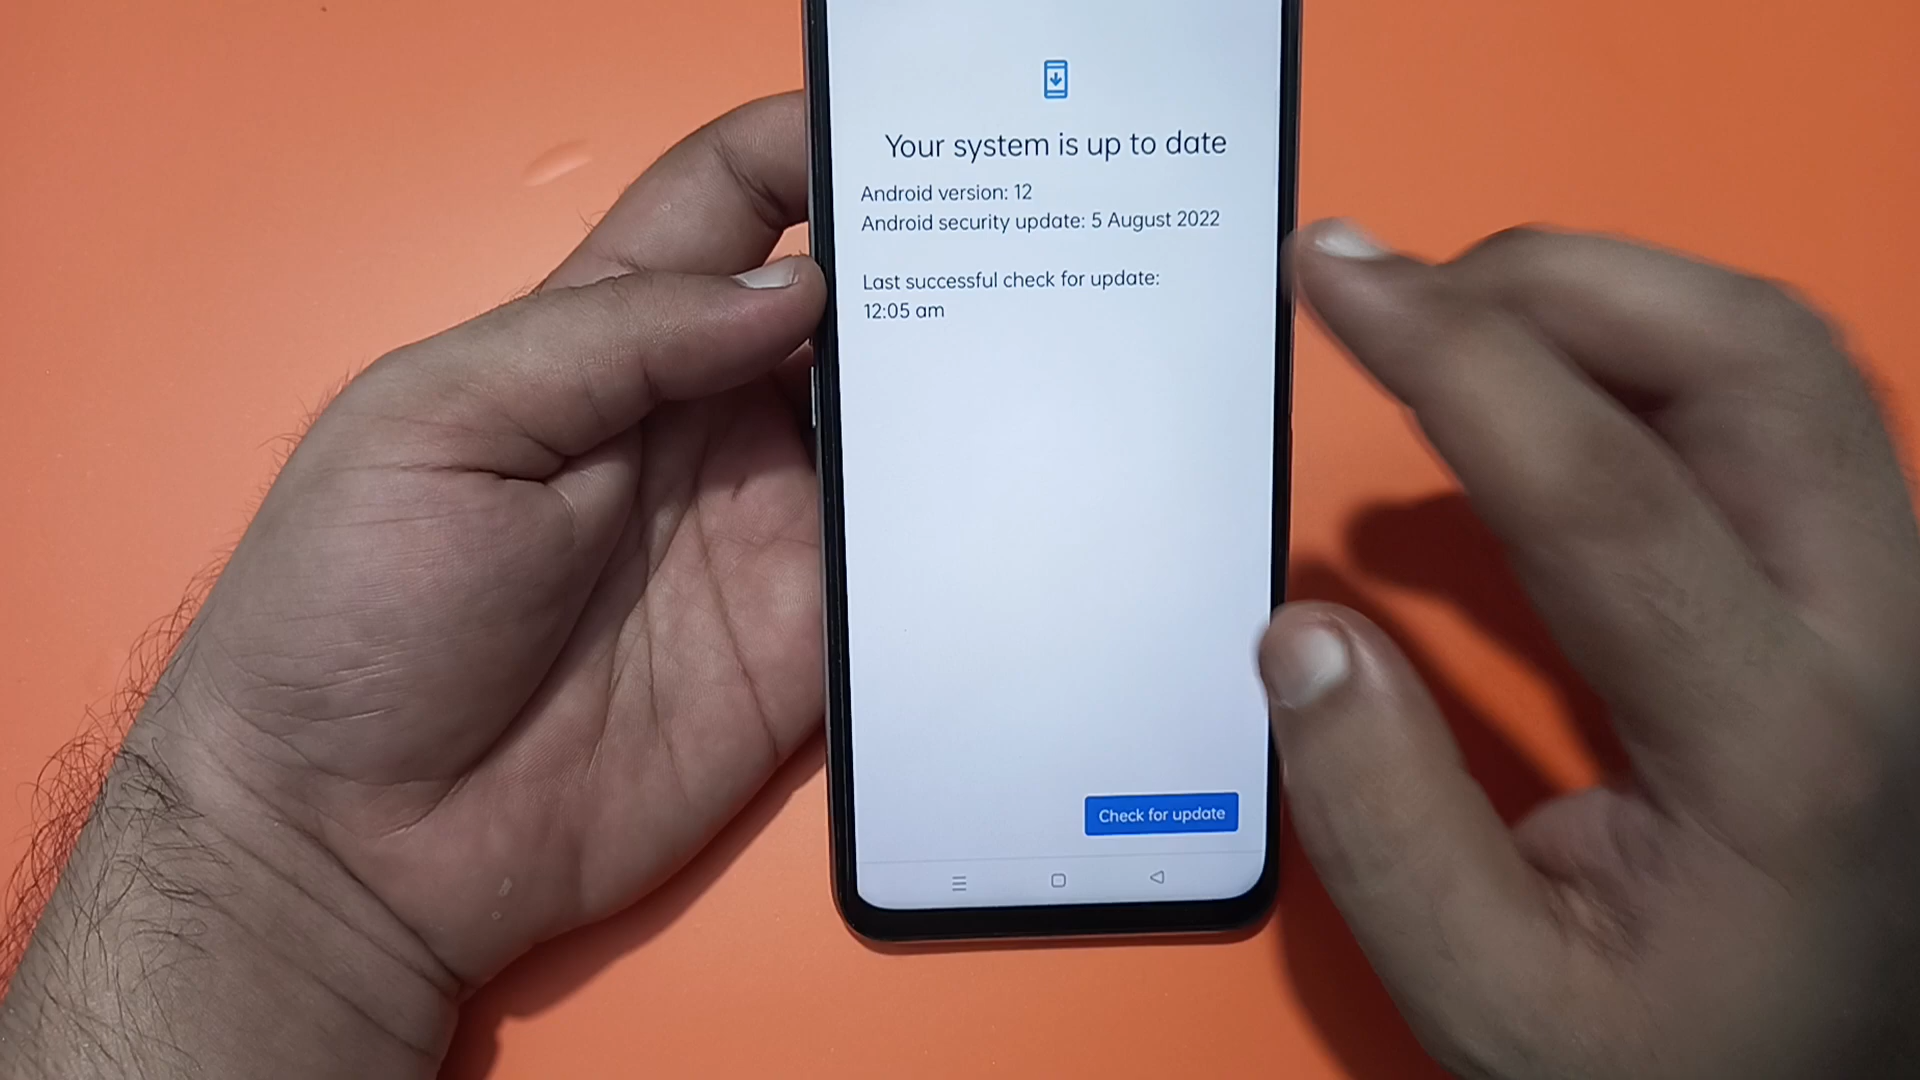 Your system is up to date
Android version: 12
Android security update: 5 August 2022
Last successful check for update:
12:05 am
Check for update